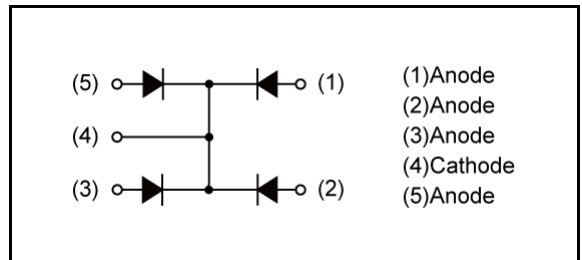 (5) (1)
(4)
(3) (2)
(1)Anode
(2)Anode
(3)Anode
(4)Cathode
(5)Anode